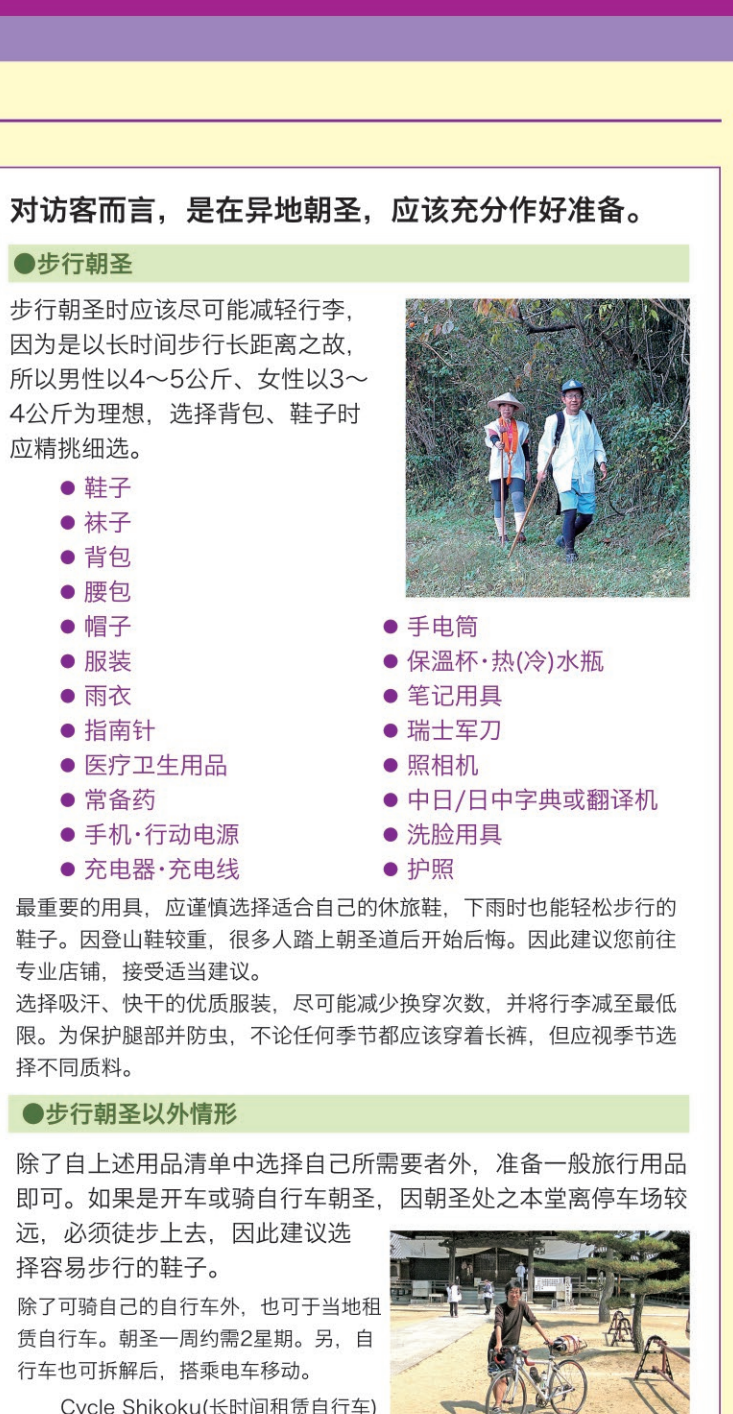 对访客而言，是在异地朝圣，应该充分作好准备。
●步行朝圣
步行朝圣时应该尽可能减轻行李，
因为是以长时间步行长距离之故，
所以男性以4～5公斤、女性以3～
4公斤为理想，选择背包、鞋子时
应精挑细选。
● 鞋子
● 袜子
● 背包
● 腰包
● 帽子
● 服装
● 雨衣
● 指南针
● 医疗卫生用品
● 常备药
● 手机·行动电源
● 充电器·充电线
● 手电筒
● 保溫杯·热(冷)水瓶
● 笔记用具
● 瑞士军刀
● 照相机
● 中日/日中字典或翻译机
● 洗脸用具
● 护照
最重要的用具，应谨慎选择适合自己的休旅鞋，下雨时也能轻松步行的
鞋子。因登山鞋较重，很多人踏上朝圣道后开始后悔。因此建议您前往
专业店铺，接受适当建议。
选择吸汗、快干的优质服装，尽可能减少换穿次数，并将行李减至最低
限。为保护腿部并防虫，不论任何季节都应该穿着长裤，但应视季节选
择不同质料。
●步行朝圣以外情形
除了自上述用品清单中选择自己所需要者外，准备一般旅行用品
即可。如果是开车或骑自行车朝圣，因朝圣处之本堂离停车场较
远，必须徒步上去，因此建议选
择容易步行的鞋子。
除了可骑自己的自行车外，也可于当地租
赁自行车。朝圣一周约需2星期。另，自
行车也可拆解后，搭乘电车移动。
Cycle Shikoku(长时间租赁自行车)